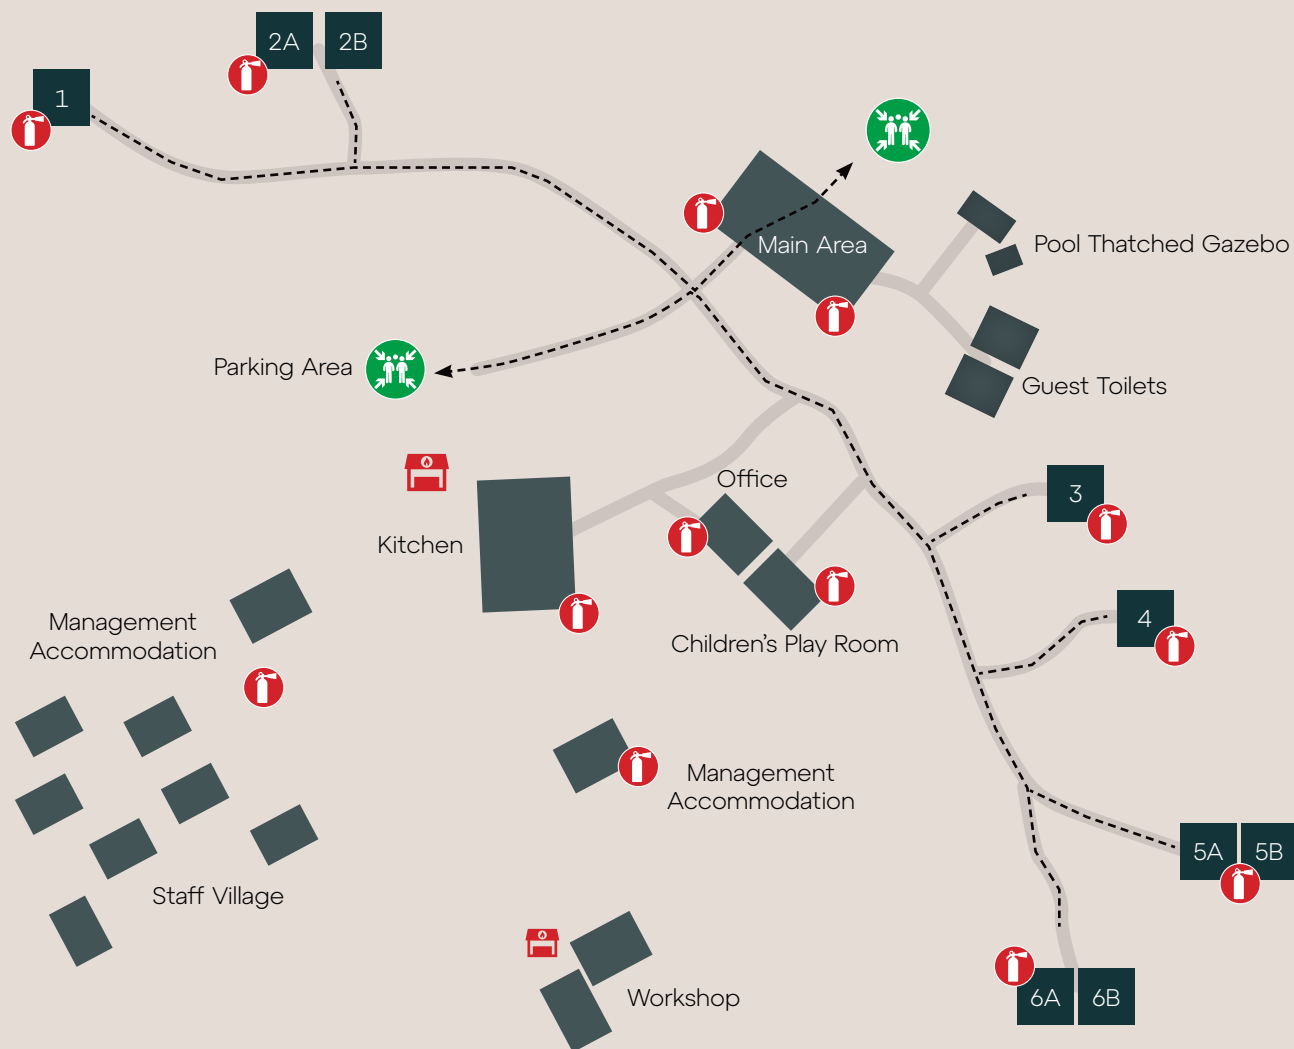 2A
2B
1
Main Area
Pool Thatched Gazebo
Parking Area
Guest Toilets
Office
3
Kitchen
4
Management
Accommodation
Children's Play Room
Management
Accommodation
5A
5B
Staff Village
Workshop
6A
6B